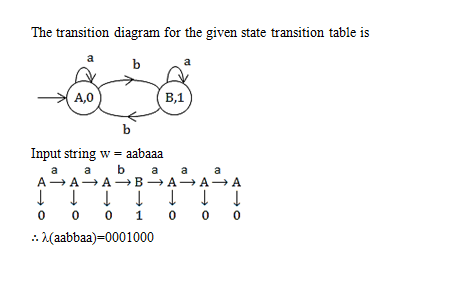 The transition diagram for the given state transition table is
a b a
A,0 B,1
b
Input string w = aabaaa
a a b a a a
A → A → A → B → A → A → A
↓ ↓ ↓ ↓ ↓ ↓ ↓
0 0 0 1 0 0 0
∴ λ(aabbaa)=0001000